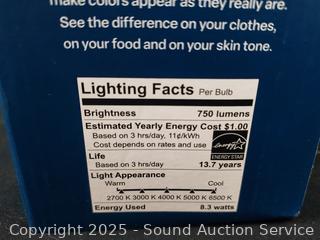 make colors appear as they really are.
See the difference on your clothes,
on your food and on your skin tone.
Lighting Facts Per Bulb
Brightness 750 lumens
Estimated Yearly Energy Cost $1.00
Based on 3 hrs/day, 11¢/kWh
Cost depends on rates and use
ENERGY STAR
Life
Based on 3 hrs/day 13.7 years
Light Appearance
Warm Cool
2700 K 3000 K 4000 K 5000 K 6500 K
Energy Used 8.3 watts
Copyright 2025 - Sound Auction Service